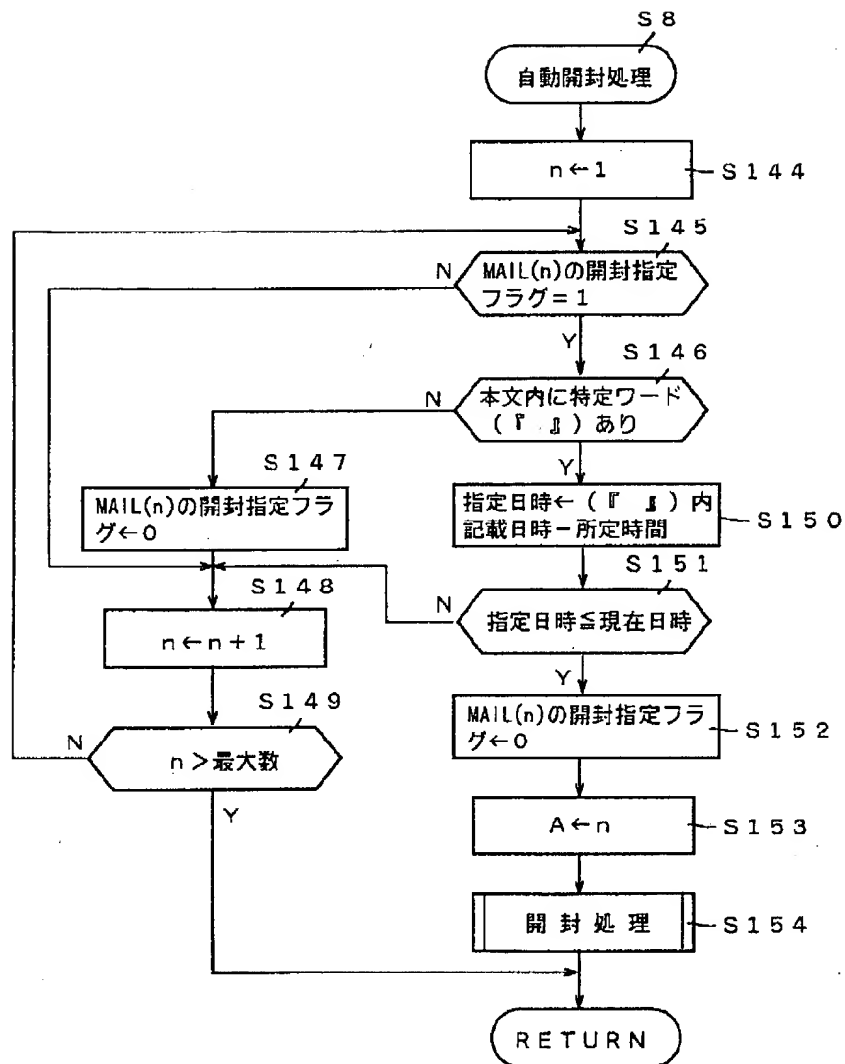 S8
自動開封処理
n←1
S144
S145
N
MAIL(n)の開封指定
フラグ=1
Y
S146
N
本文内に特定ワード
(『 』)あり
Y
S147
MAIL(n)の開封指定フラ
グ←0
指定日時←(『 』)内
記載日時－所定時間
S150
S148
n←n+1
S151
N
指定日時≦現在日時
Y
S149
N
n>最大数
Y
MAIL(n)の開封指定フラ
グ←0
S152
A←n
S153
開封処理
S154
RETURN